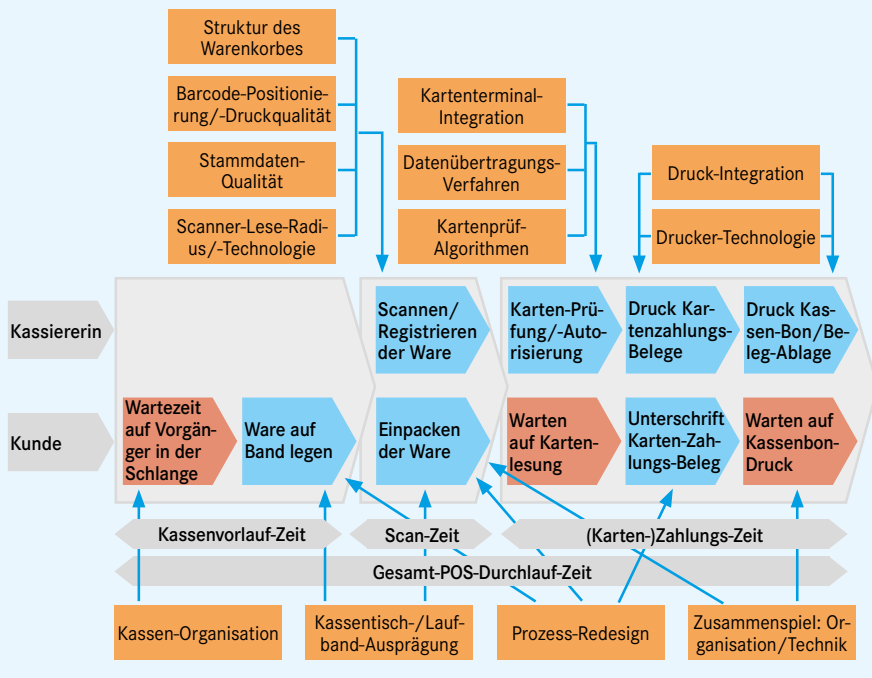 Struktur des
Warenkorbes
Barcode-Positionie-
rung/-Druckqualität
Stammdaten-
Qualität
Scanner-Lese-Radi-
us/-Technologie
Kartenterminal-
Integration
Datenübertragungs-
Verfahren
Kartenprüf-
Algorithmen
Druck-Integration
Drucker-Technologie
Kassiererin
Scannen/
Registrieren
der Ware
Karten-Prü-
fung/-Auto-
risierung
Druck Kar-
tenzahlungs-
Belege
Druck Kas-
sen-Bon/Be-
leg-Ablage
Kunde
Wartezeit
auf Vorgän-
ger in der
Schlange
Ware auf
Band legen
Einpacken
der Ware
Warten
auf Karten-
lesung
Unterschrift
Karten-Zah-
lungs-Beleg
Warten auf
Kassenbon-
Druck
Kassenvorlauf-Zeit
Scan-Zeit
(Karten-)Zahlungs-Zeit
Gesamt-POS-Durchlauf-Zeit
Kassen-Organisation
Kassentisch-/Lauf-
band-Ausprägung
Prozess-Redesign
Zusammenspiel: Or-
ganisation/Technik